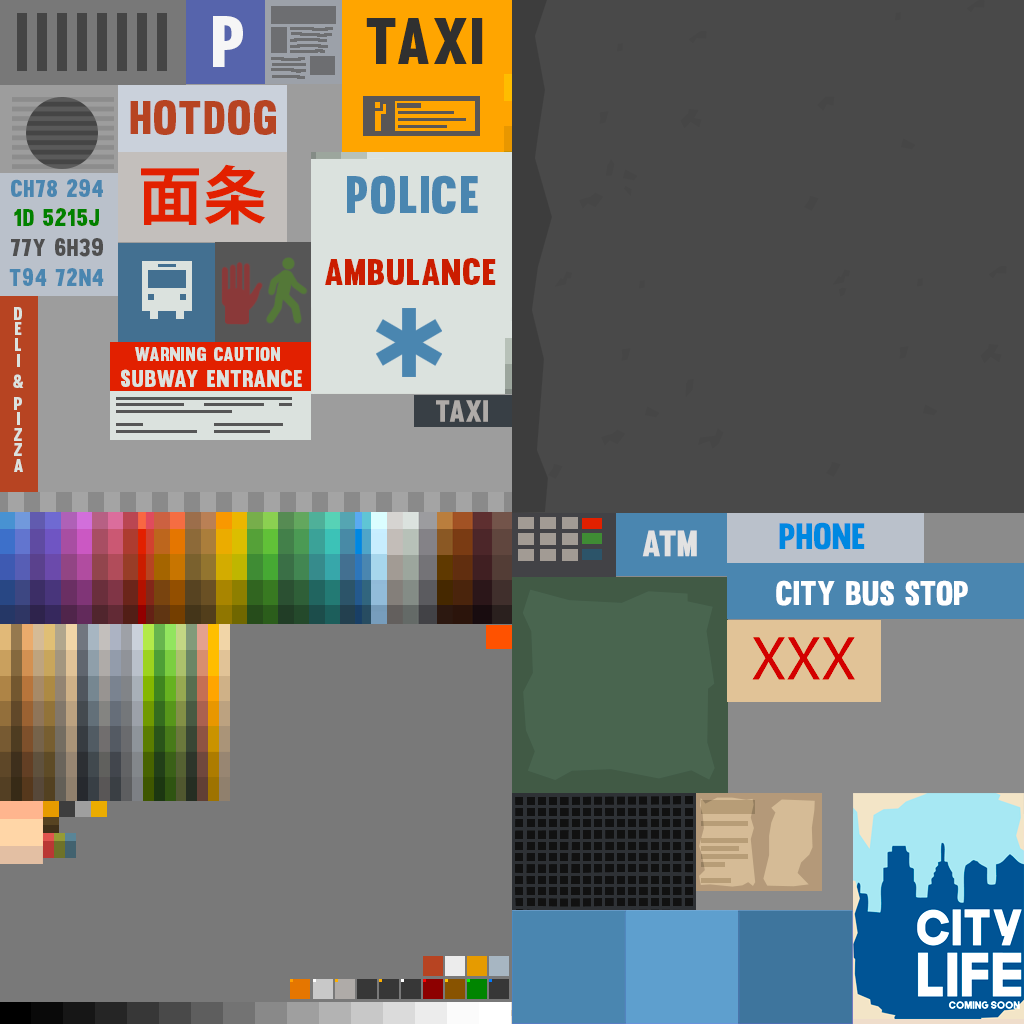 P
TAXI
HOTDOG
面条
CH78 294
1D 5215J
77Y 6H39
T94 72N4
POLICE
AMBULANCE
WARNING CAUTION
SUBWAY ENTRANCE
TAXI
DELI & PIZZA
ATM
PHONE
CITY BUS STOP
XXX
CITY
LIFE
COMING SOON